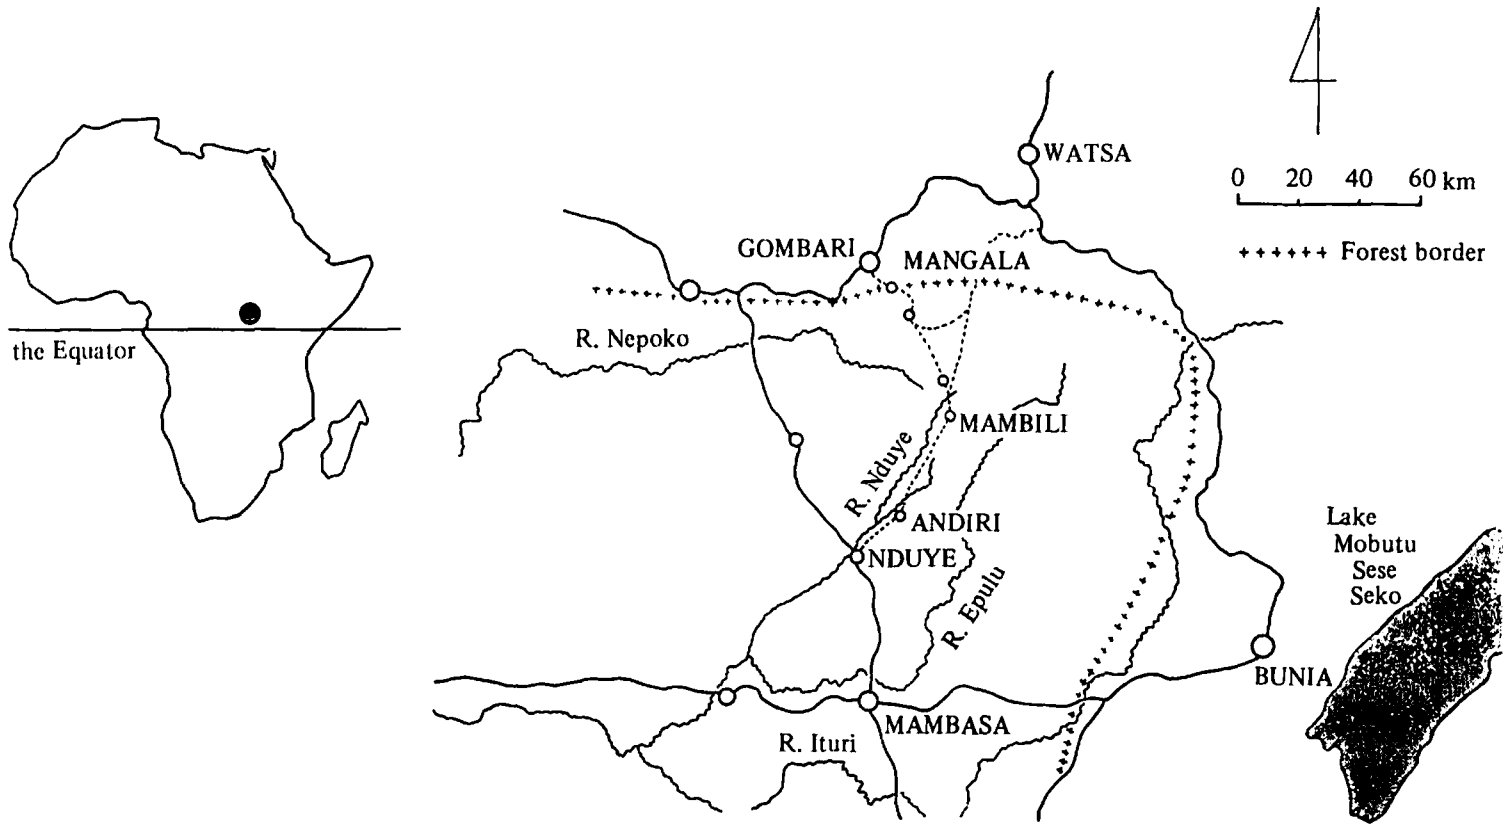 WATSA
0 20 40 60 km
GOMBARI
MANGALA
+++++++ Forest border
R. Nepoko
the Equator
MAMBILI
R. Nduye
ANDIRI
NDUYE
Lake
Mobutu
Sese
Seko
R. Epulu
BUNIA
MAMBASA
R. Ituri